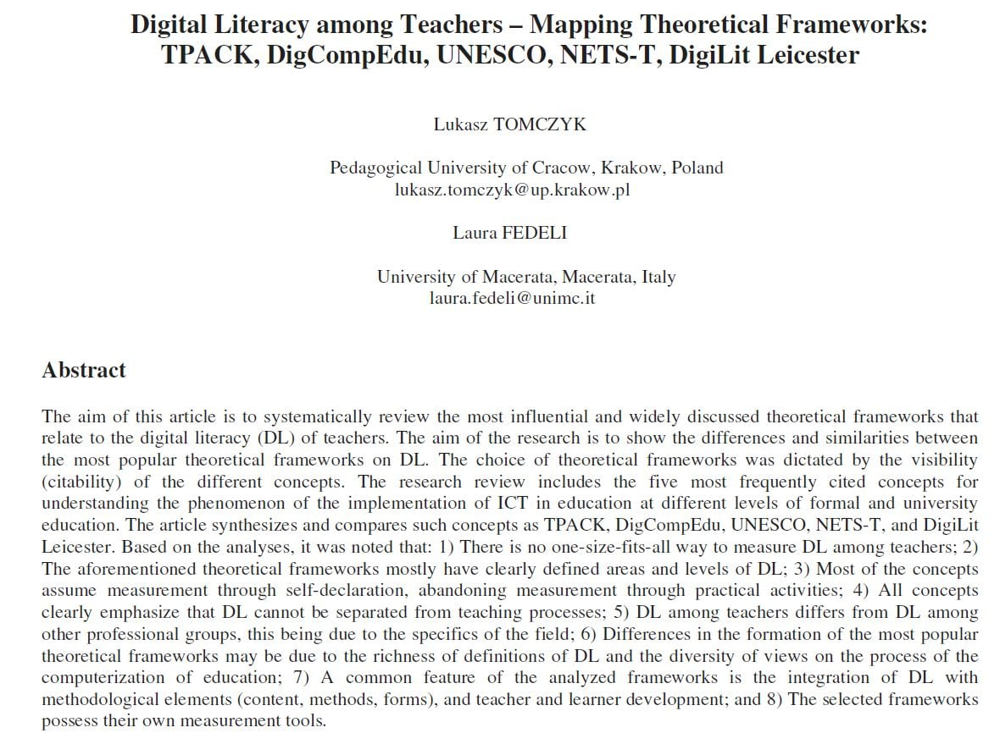 Digital Literacy among Teachers – Mapping Theoretical Frameworks:
TPACK, DigCompEdu, UNESCO, NETS-T, DigiLit Leicester
Lukasz TOMCZYK
Pedagogical University of Cracow, Krakow, Poland
lukasz.tomczyk@up.krakow.pl
Laura FEDELI
University of Macerata, Macerata, Italy
laura.fedeli@unimc.it
Abstract
The aim of this article is to systematically review the most influential and widely discussed theoretical frameworks that
relate to the digital literacy (DL) of teachers. The aim of the research is to show the differences and similarities between
the most popular theoretical frameworks on DL. The choice of theoretical frameworks was dictated by the visibility
(citability) of the different concepts. The research review includes the five most frequently cited concepts for
understanding the phenomenon of the implementation of ICT in education at different levels of formal and university
education. The article synthesizes and compares such concepts as TPACK, DigCompEdu, UNESCO, NETS-T, and DigiLit
Leicester. Based on the analyses, it was noted that: 1) There is no one-size-fits-all way to measure DL among teachers; 2)
The aforementioned theoretical frameworks mostly have clearly defined areas and levels of DL; 3) Most of the concepts
assume measurement through self-declaration, abandoning measurement through practical activities; 4) All concepts
clearly emphasize that DL cannot be separated from teaching processes; 5) DL among teachers differs from DL among
other professional groups, this being due to the specifics of the field; 6) Differences in the formation of the most popular
theoretical frameworks may be due to the richness of definitions of DL and the diversity of views on the process of the
computerization of education; 7) A common feature of the analyzed frameworks is the integration of DL with
methodological elements (content, methods, forms), and teacher and learner development; and 8) The selected frameworks
possess their own measurement tools.